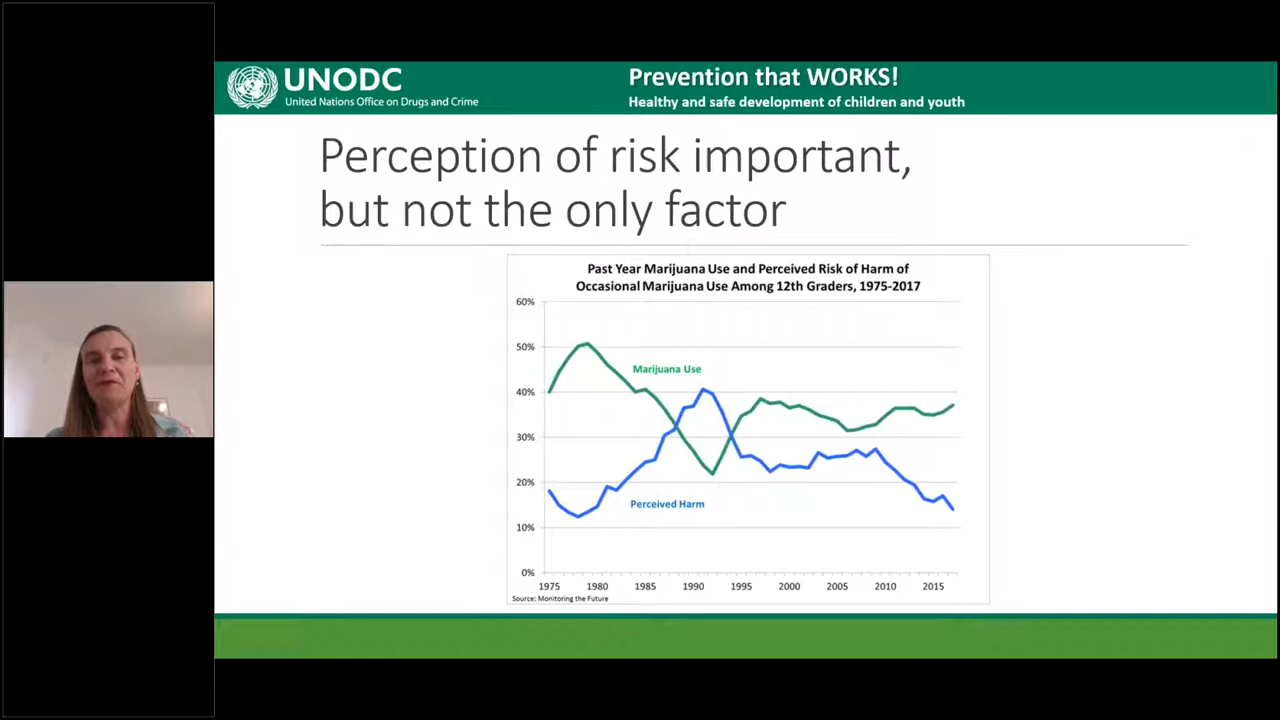 UNODC
United Nations Office on Drugs and Crime
Prevention that WORKS!
Healthy and safe development of children and youth
Perception of risk important,
but not the only factor
Past Year Marijuana Use and Perceived Risk of Harm of
Occasional Marijuana Use Among 12th Graders, 1975-2017
60%
50%
40%
30%
20%
10%
0%
Marijuana Use
Perceived Harm
1975 1980 1985 1990 1995 2000 2005 2010 2015
Source: Monitoring the Future